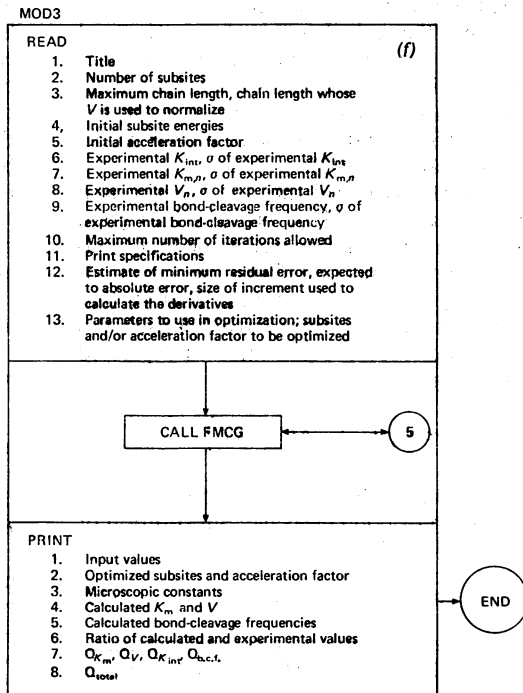 MOD3
READ
(f)
1. Title
2. Number of subsites
3. Maximum chain length, chain length whose
V is used to normalize
4, Initial subsite energies
5. Initial acceleration factor
6. Experimental K_int, σ of experimental K_int
7. Experimental K_m,n, σ of experimental K_m,n
8. Experimental V_n, σ of experimental V_n
9. Experimental bond-cleavage frequency, σ of
experimental bond-cleavage frequency
10. Maximum number of iterations allowed
11. Print specifications
12. Estimate of minimum residual error, expected
to absolute error, size of increment used to
calculate the derivatives
13. Parameters to use in optimization; subsites
and/or acceleration factor to be optimized
CALL FMCG
5
PRINT
1. Input values
2. Optimized subsites and acceleration factor
3. Microscopic constants
4. Calculated K_m and V
5. Calculated bond-cleavage frequencies
6. Ratio of calculated and experimental values
7. Q_K_m, Q_V, Q_K_int, Q_b.c.f.
8. Q_total
END